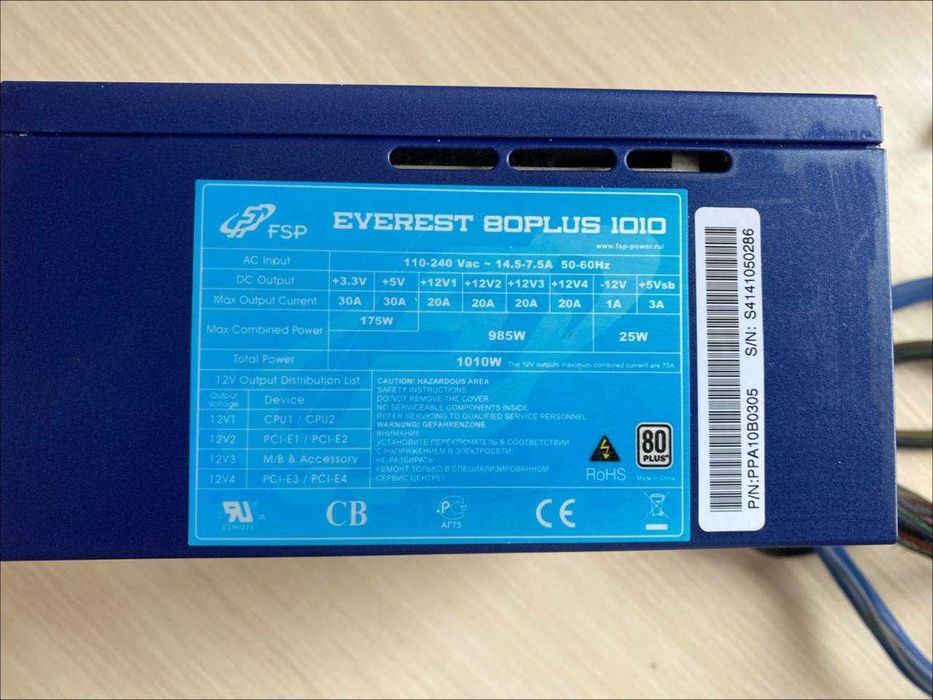 FSP
EVEREST 80PLUS 1010
www.fsp-power.ru/
AC Input 110-240 Vac ~ 14.5-7.5A 50-60Hz
DC Output +3.3V +5V +12V1 +12V2 +12V3 +12V4 -12V +5Vsb
Max Output Current 30A 30A 20A 20A 20A 20A 1A 3A
Max Combined Power 175W 985W 25W
Total Power 1010W The 12V outputs maximum combined current are 75A
12V Output Distribution List
Output Voltage Device
12V1 CPU1 / CPU2
12V2 PCI-E1 / PCI-E2
12V3 M/B & Accessory
12V4 PCI-E3 / PCI-E4
CAUTION! HAZARDOUS AREA
SAFETY INSTRUCTIONS
DO NOT REMOVE THE COVER
NO SERVICEABLE COMPONENTS INSIDE
REFER SERVICING TO QUALIFIED SERVICE PERSONNEL
WARNUNG! GEFAHRENZONE
ВНИМАНИЕ
УСТАНОВИТЕ ПЕРЕКЛЮЧАТЕЛЬ В СООТВЕТСТВИИ
С НАПРЯЖЕНИЕМ В ЭЛЕКТРОСЕТИ
НЕ РАЗБИРАТЬ!
РЕМОНТ ТОЛЬКО В СПЕЦИАЛИЗИРОВАННОМ
СЕРВИС ЦЕНТРЕ!
RoHS
80
PLUS
Made in China
CB
АГ75
CE
P/N:PPA10B0305 S/N: S4141050286